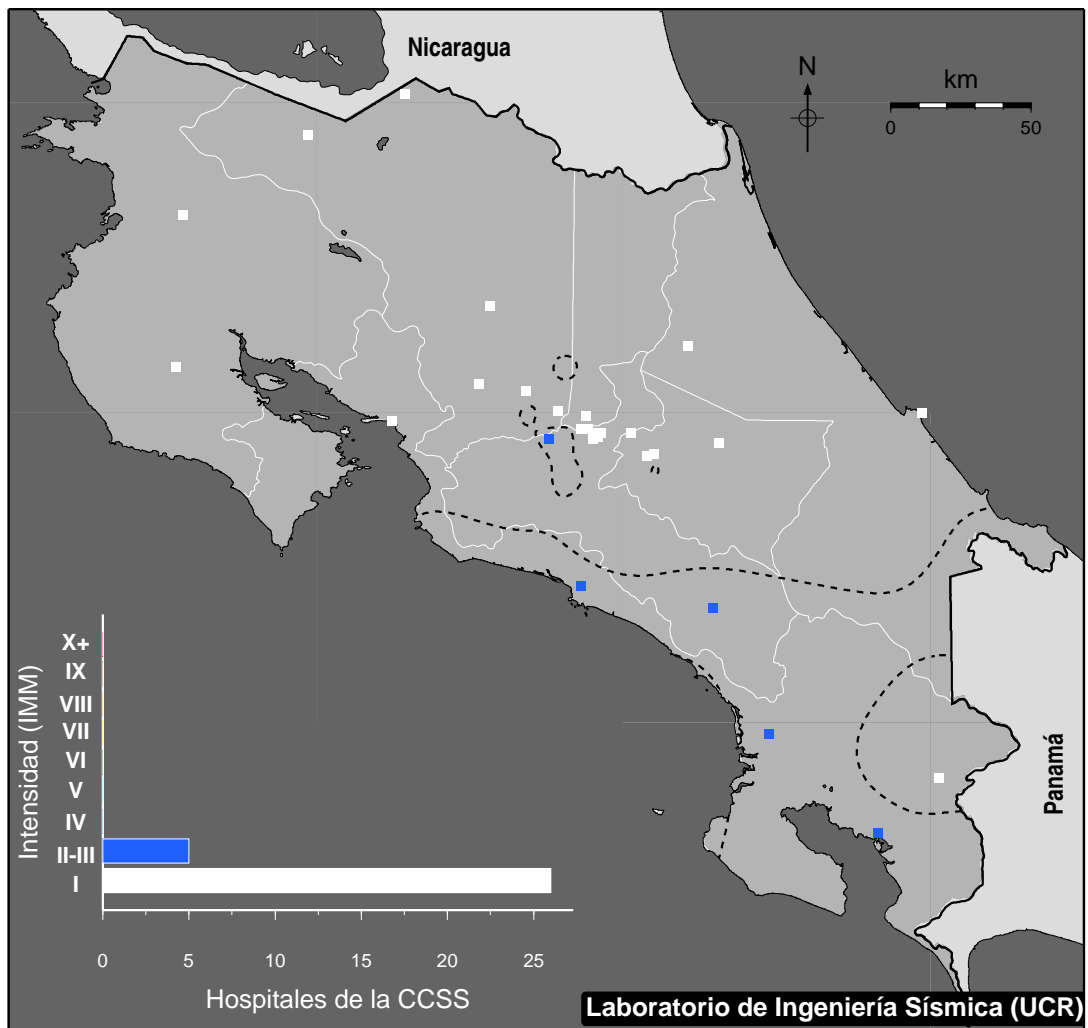 Nicaragua
N
km
0 50
Panamá
Intensidad (IMM)
X+
IX
VIII
VII
VI
V
IV
II-III
I
0 5 10 15 20 25
Hospitales de la CCSS
Laboratorio de Ingeniería Sísmica (UCR)